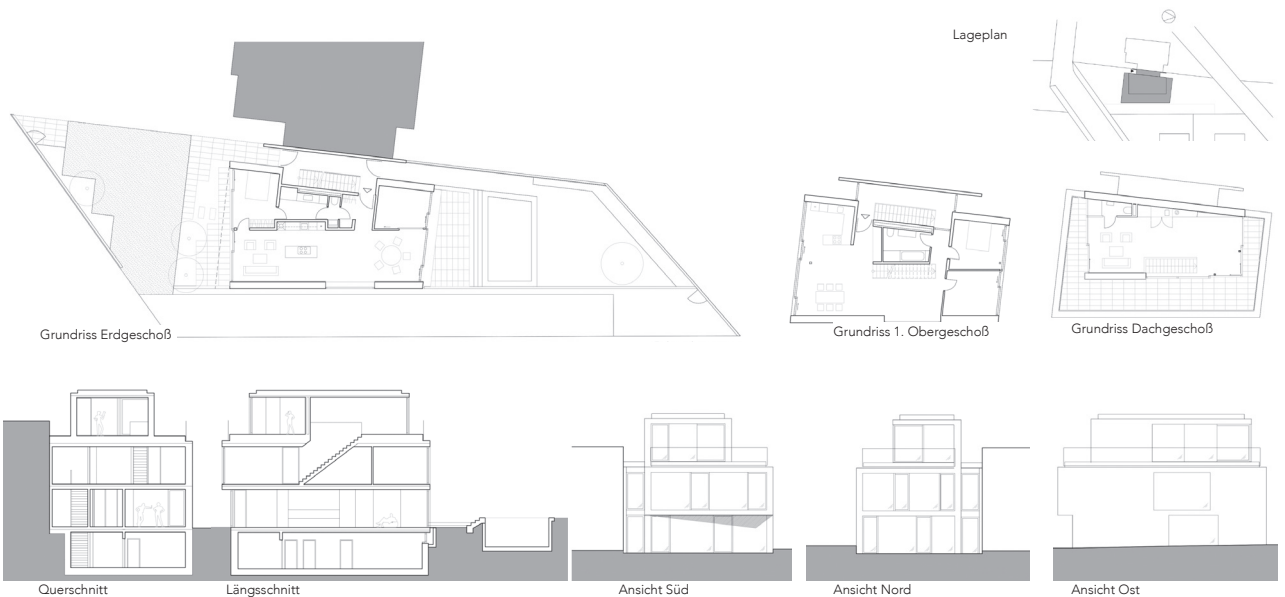 Lageplan
Grundriss Erdgeschoß
Grundriss 1. Obergeschoß
Grundriss Dachgeschoß
Querschnitt
Längsschnitt
Ansicht Süd
Ansicht Nord
Ansicht Ost